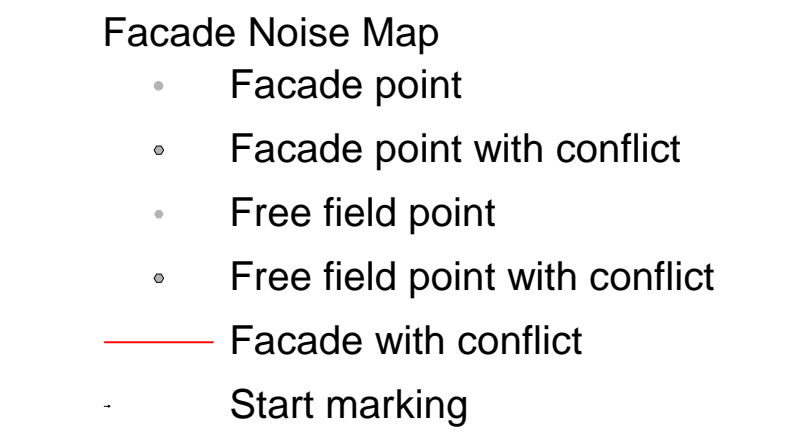 Facade Noise Map
Facade point
Facade point with conflict
Free field point
Free field point with conflict
Facade with conflict
Start marking